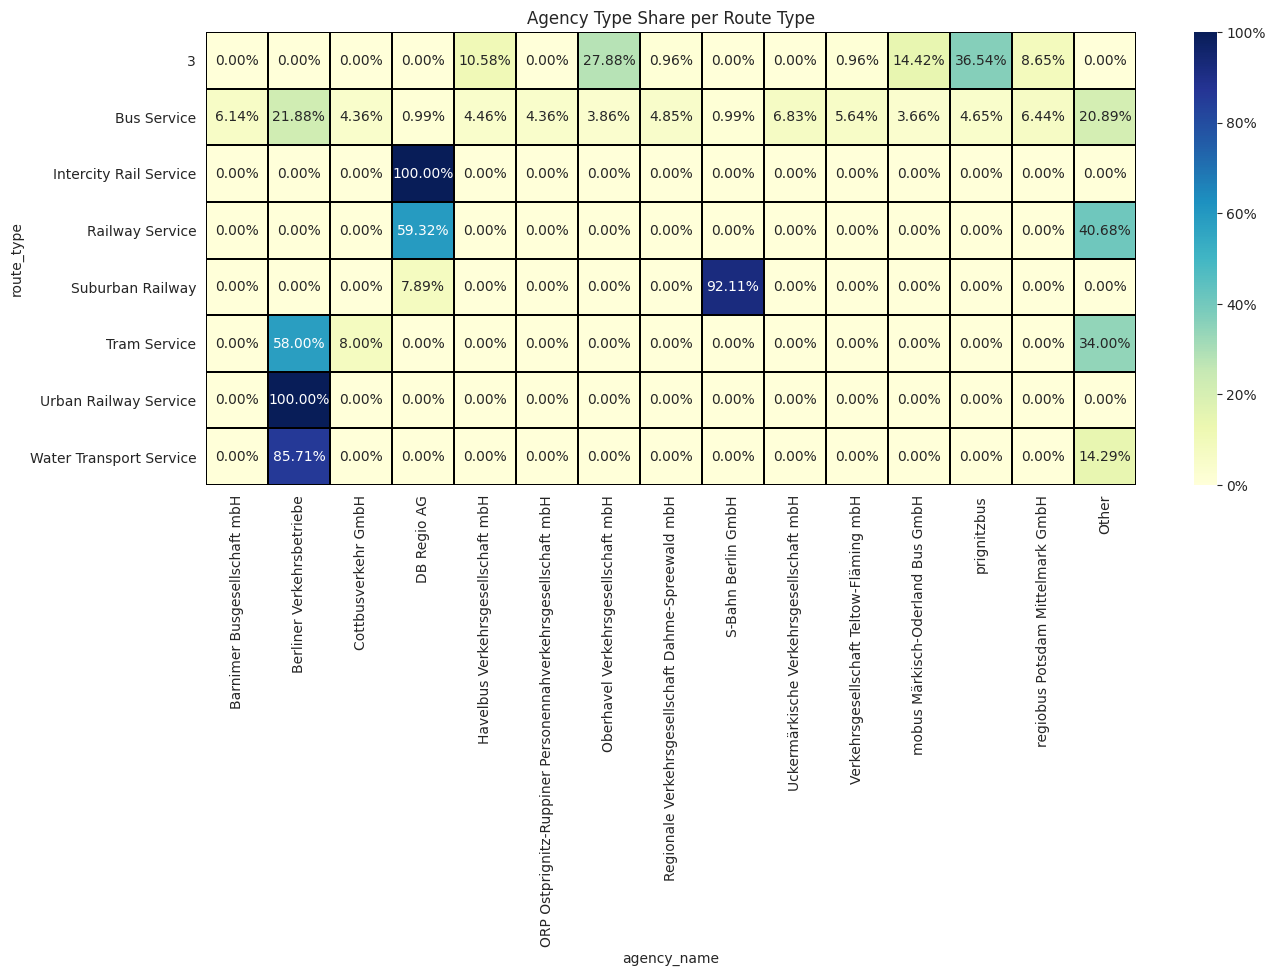 Agency Type Share per Route Type
3 0.00% 0.00% 0.00% 0.00% 10.58% 0.00% 27.88% 0.96% 0.00% 0.00% 0.96% 14.42% 36.54% 8.65% 0.00%
Bus Service 6.14% 21.88% 4.36% 0.99% 4.46% 4.36% 3.86% 4.85% 0.99% 6.83% 5.64% 3.66% 4.65% 6.44% 20.89%
Intercity Rail Service 0.00% 0.00% 0.00% 100.00% 0.00% 0.00% 0.00% 0.00% 0.00% 0.00% 0.00% 0.00% 0.00% 0.00% 0.00%
Railway Service 0.00% 0.00% 0.00% 59.32% 0.00% 0.00% 0.00% 0.00% 0.00% 0.00% 0.00% 0.00% 0.00% 0.00% 40.68%
Suburban Railway 0.00% 0.00% 0.00% 7.89% 0.00% 0.00% 0.00% 0.00% 92.11% 0.00% 0.00% 0.00% 0.00% 0.00% 0.00%
Tram Service 0.00% 58.00% 8.00% 0.00% 0.00% 0.00% 0.00% 0.00% 0.00% 0.00% 0.00% 0.00% 0.00% 0.00% 34.00%
Urban Railway Service 0.00% 100.00% 0.00% 0.00% 0.00% 0.00% 0.00% 0.00% 0.00% 0.00% 0.00% 0.00% 0.00% 0.00% 0.00%
Water Transport Service 0.00% 85.71% 0.00% 0.00% 0.00% 0.00% 0.00% 0.00% 0.00% 0.00% 0.00% 0.00% 0.00% 0.00% 14.29%
route_type
Barnimer Busgesellschaft mbH
Berliner Verkehrsbetriebe
Cottbusverkehr GmbH
DB Regio AG
Havelbus Verkehrsgesellschaft mbH
ORP Ostprignitz-Ruppiner Personennahverkehrsgesellschaft mbH
Oberhavel Verkehrsgesellschaft mbH
Regionale Verkehrsgesellschaft Dahme-Spreewald mbH
S-Bahn Berlin GmbH
Uckermärkische Verkehrsgesellschaft mbH
Verkehrsgesellschaft Teltow-Fläming mbH
mobus Märkisch-Oderland Bus GmbH
prignitzbus
regiobus Potsdam Mittelmark GmbH
Other
agency_name
100%
80%
60%
40%
20%
0%